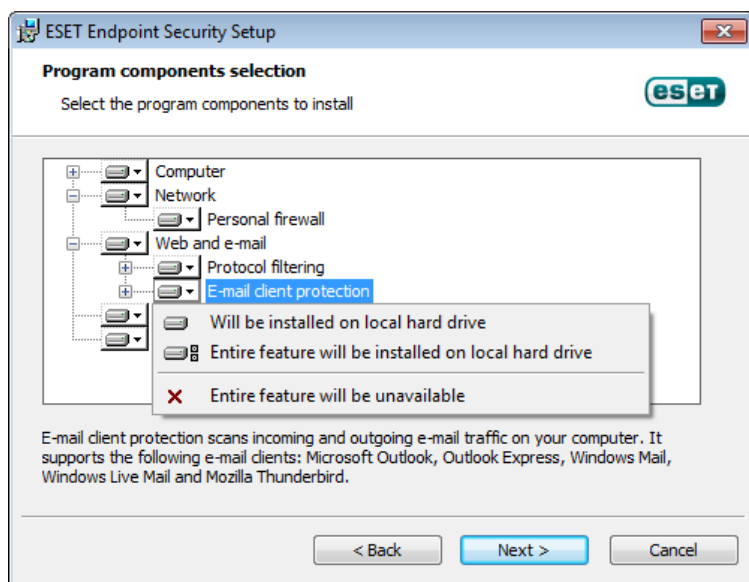 ESET Endpoint Security Setup
Program components selection
Select the program components to install
eset
Computer
Network
Personal firewall
Web and e-mail
Protocol filtering
E-mail client protection
Will be installed on local hard drive
Entire feature will be installed on local hard drive
Entire feature will be unavailable
E-mail client protection scans incoming and outgoing e-mail traffic on your computer. It
supports the following e-mail clients: Microsoft Outlook, Outlook Express, Windows Mail,
Windows Live Mail and Mozilla Thunderbird.
< Back
Next >
Cancel